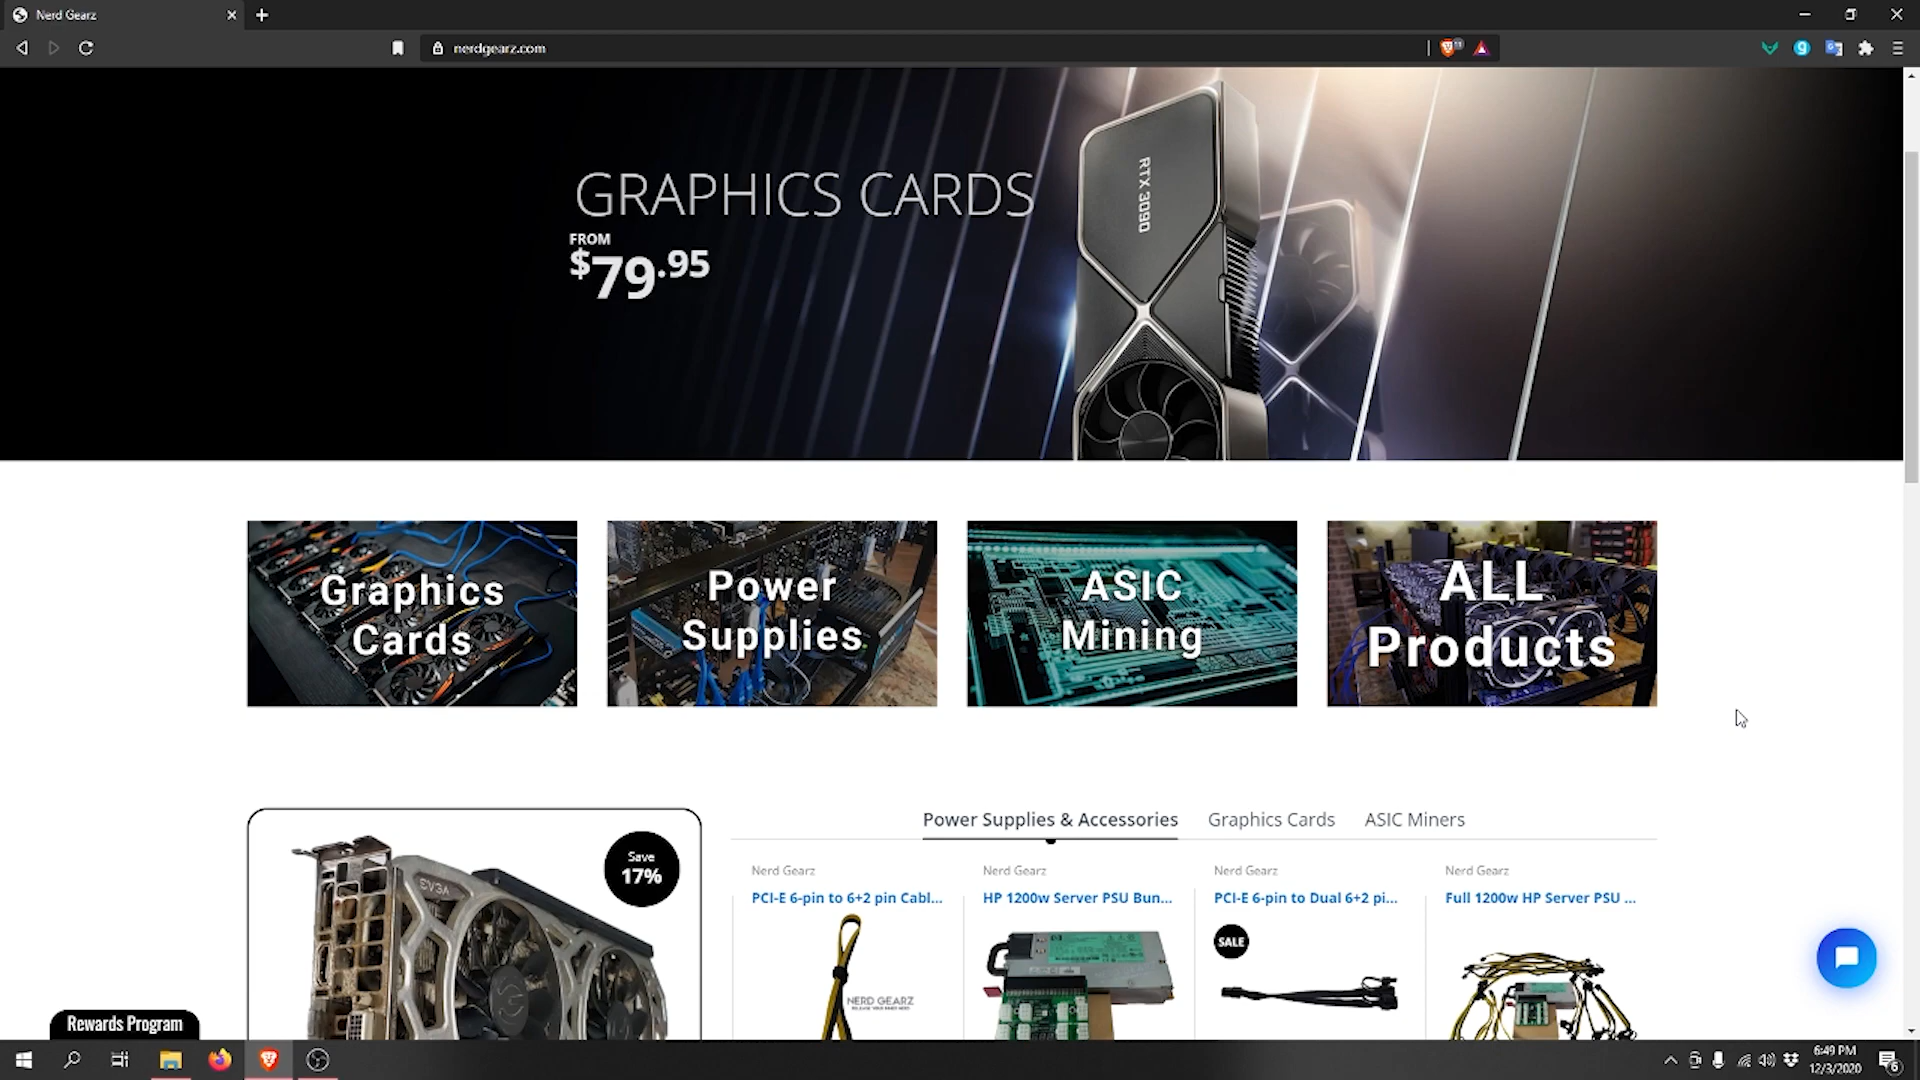 Nerd Gearz
nerdgearz.com
11
GRAPHICS CARDS
FROM
$79.95
RTX 3090
Graphics
Cards
Power
Supplies
ASIC
Mining
ALL
Products
Save
17%
EVGA
Power Supplies & Accessories
Graphics Cards
ASIC Miners
Nerd Gearz
PCI-E 6-pin to 6+2 pin Cabl...
NERD GEARZ
Nerd Gearz
HP 1200w Server PSU Bun...
Nerd Gearz
PCI-E 6-pin to Dual 6+2 pi...
SALE
Nerd Gearz
Full 1200w HP Server PSU ...
Rewards Program
6:49 PM
12/3/2020
6